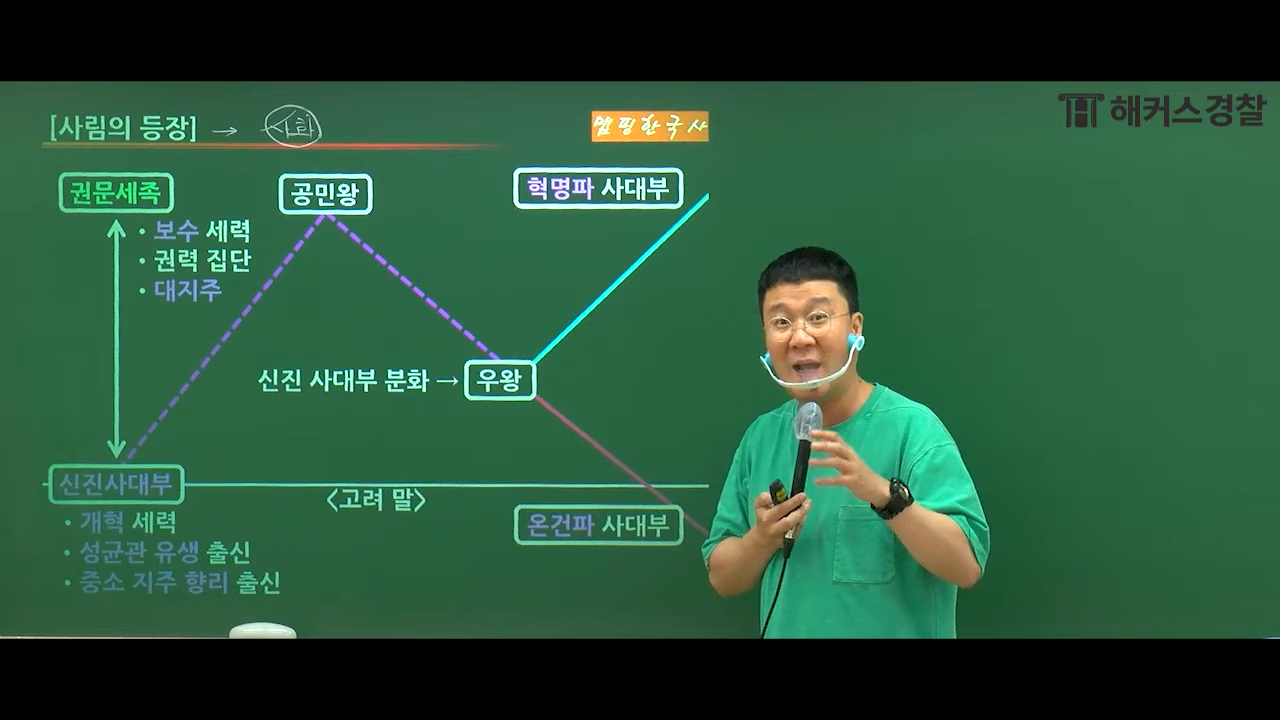 [사림의 등장] → 사화
맵핑한국사
해커스경찰
권문세족
공민왕
혁명파 사대부
• 보수 세력
• 권력 집단
• 대지주
신진 사대부 분화 → 우왕
신진사대부
<고려 말>
온건파 사대부
• 개혁 세력
• 성균관 유생 출신
• 중소 지주 향리 출신